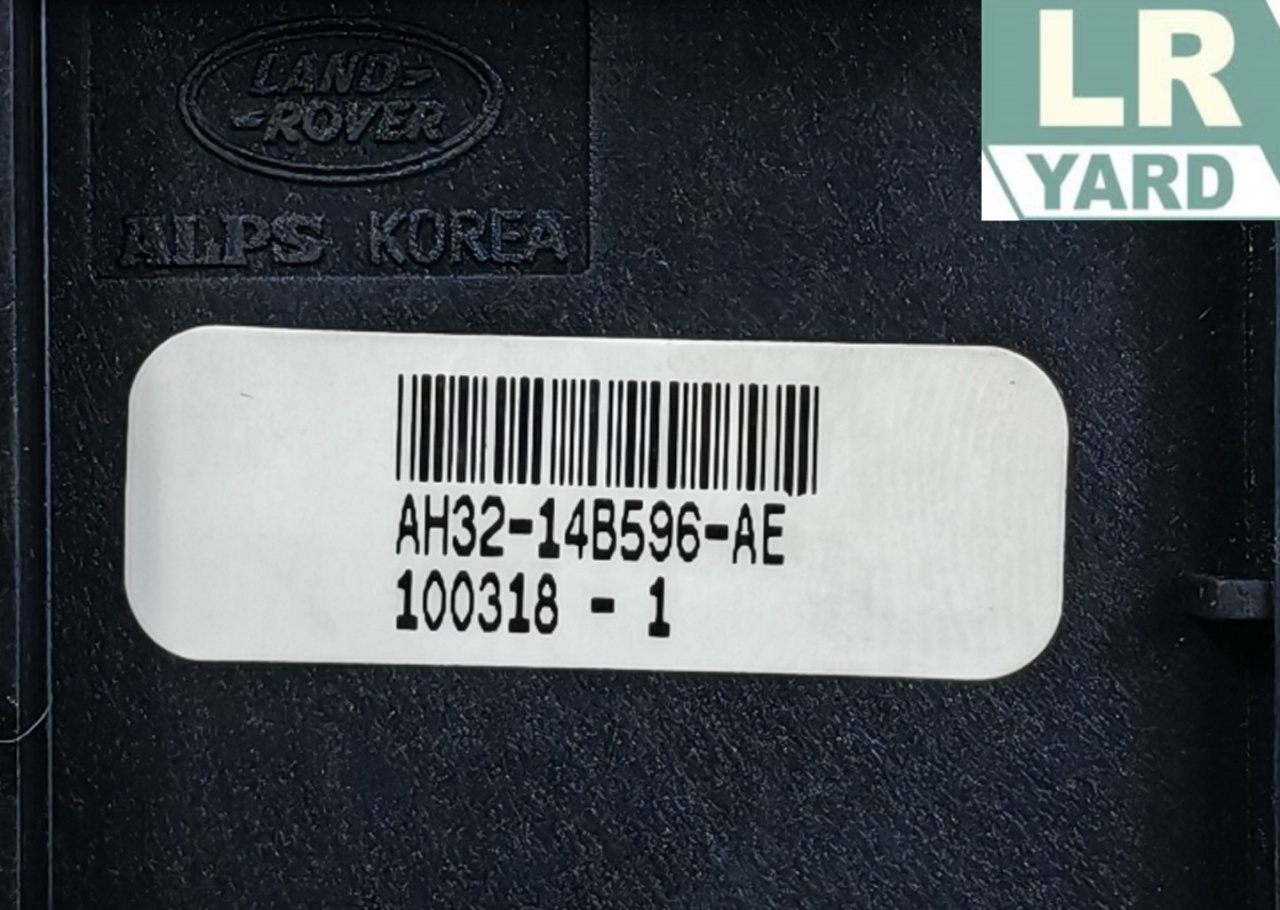 LAND-
-ROVER
ALPS KOREA
LR
YARD
AH32-14B596-AE
100318 - 1